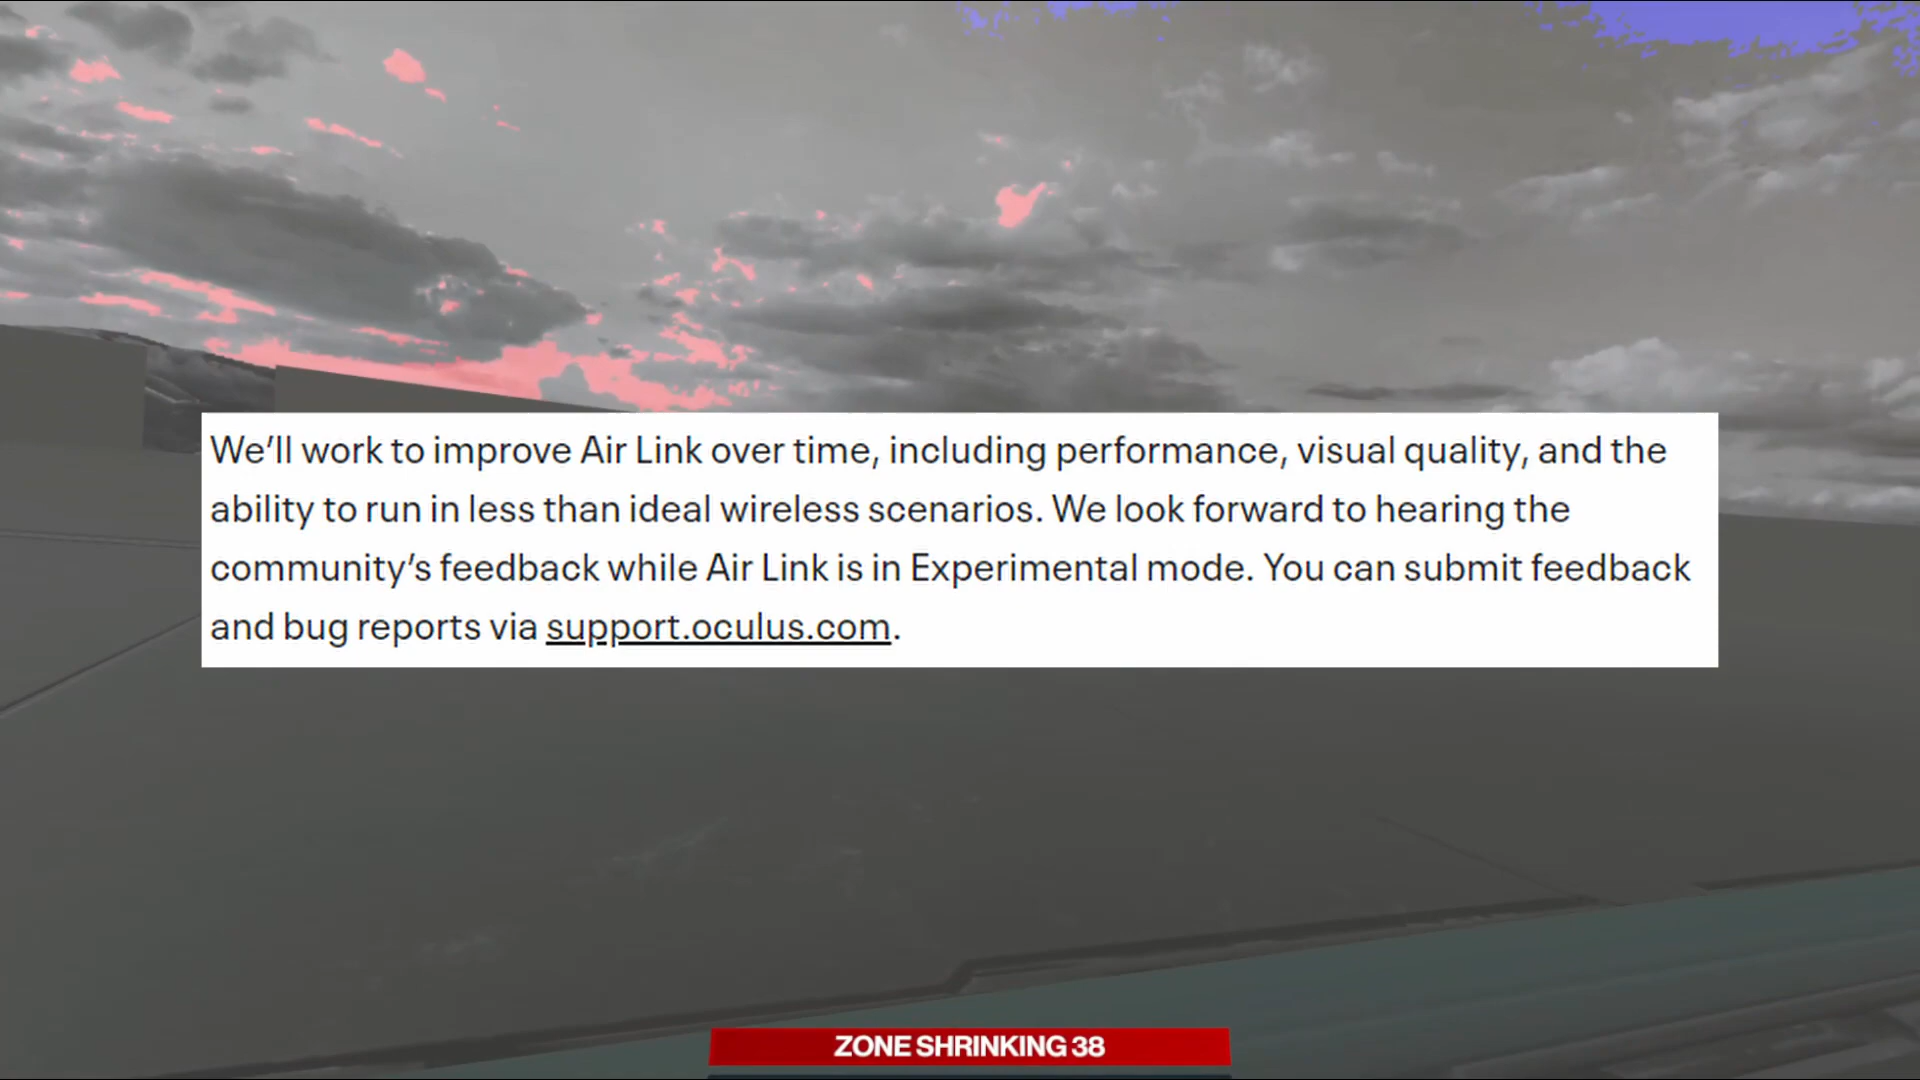 We’ll work to improve Air Link over time, including performance, visual quality, and the
ability to run in less than ideal wireless scenarios. We look forward to hearing the
community’s feedback while Air Link is in Experimental mode. You can submit feedback
and bug reports via support.oculus.com.
ZONE SHRINKING 38